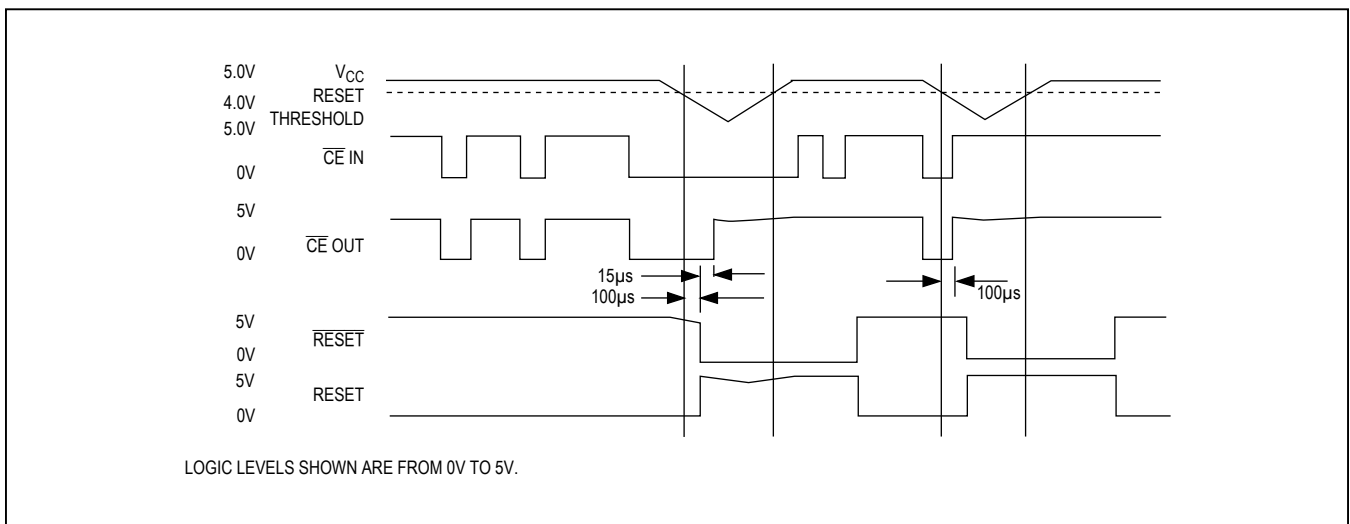 5.0V VCC
RESET
4.0V THRESHOLD
5.0V
CE IN
0V
5V
CE OUT
0V
15µs
100µs
100µs
5V
RESET
0V
5V
RESET
0V
LOGIC LEVELS SHOWN ARE FROM 0V TO 5V.